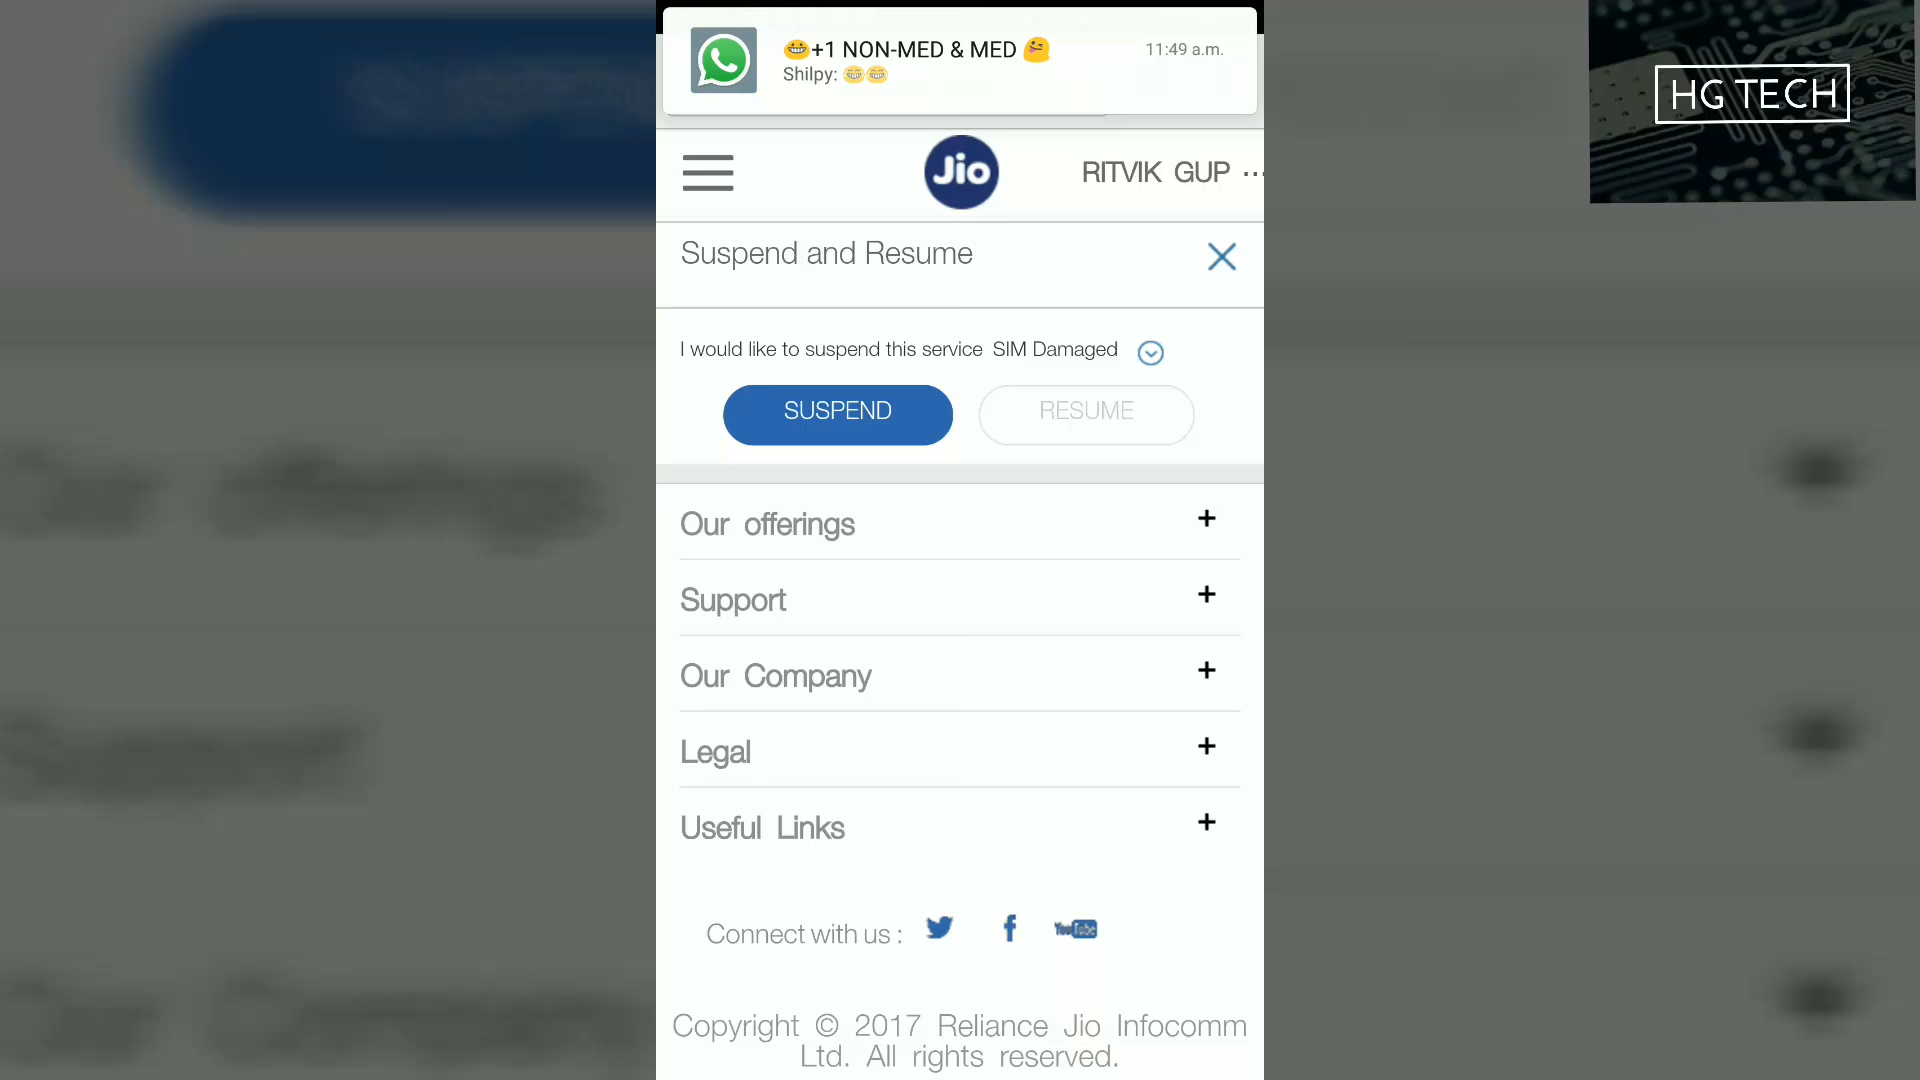 😁+1 NON-MED & MED 😜
11:49 a.m.
Shilpy: 😂😂
HG TECH
Jio
RITVIK GUP ...
Suspend and Resume
I would like to suspend this service SIM Damaged
SUSPEND
RESUME
Our offerings
+
Support
+
Our Company
+
Legal
+
Useful Links
+
Connect with us :
YouTube
Copyright © 2017 Reliance Jio Infocomm
Ltd. All rights reserved.